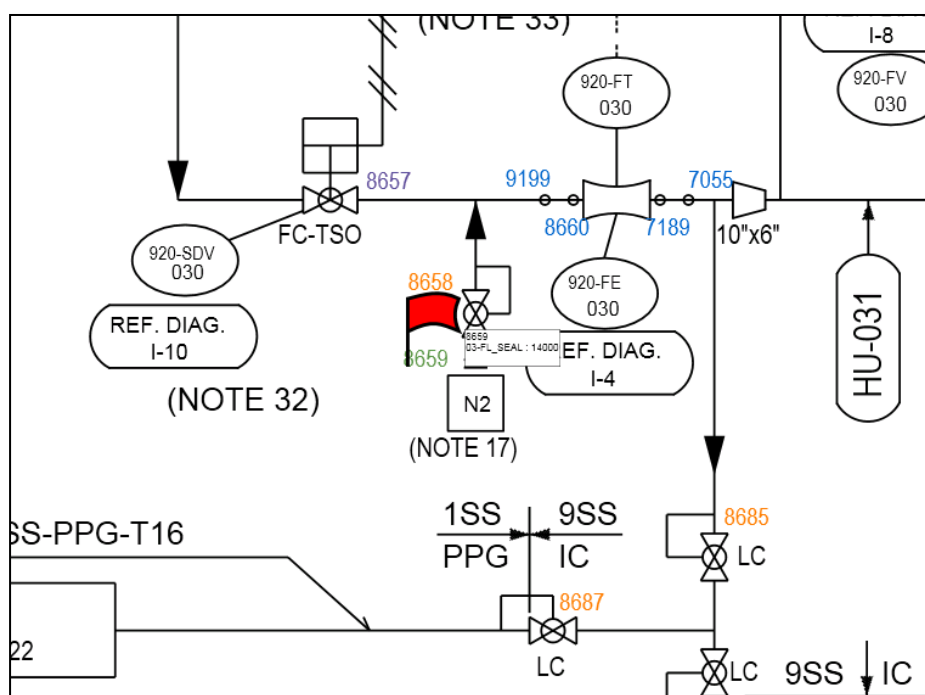 (NOTE 33)
I-8
920-FT
030
920-FV
030
8657
9199
7055
8660
7189
10"x6"
FC-TSO
920-SDV
030
920-FE
030
8658
REF. DIAG.
I-10
8659
03-FL_SEAL : 14000
8659
EF. DIAG.
I-4
HU-031
(NOTE 32)
N2
(NOTE 17)
1SS
9SS
PPG
IC
8685
LC
SS-PPG-T16
8687
LC
22
LC
9SS
IC